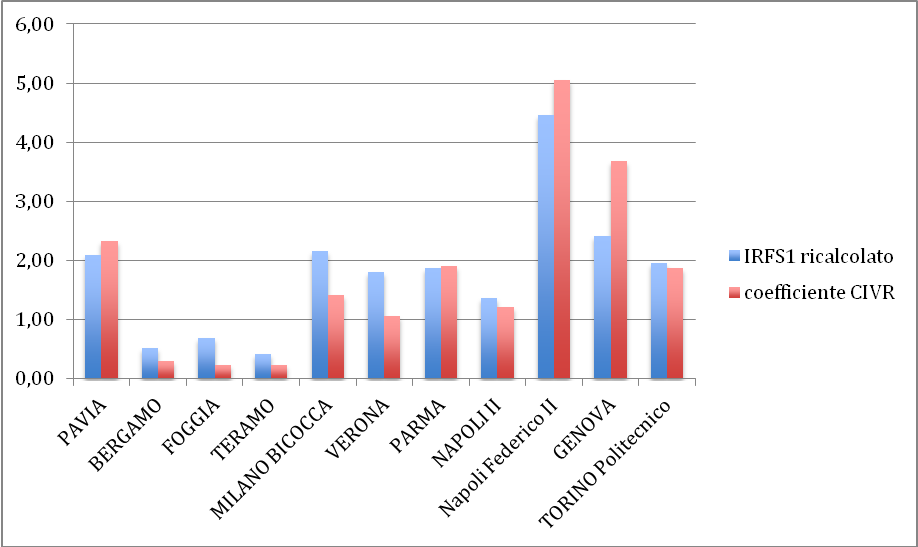 6,00
5,00
4,00
3,00
2,00
1,00
0,00
PAVIA
BERGAMO
FOGGIA
TERAMO
MILANO BICOCCA
VERONA
PARMA
NAPOLI II
Napoli Federico II
GENOVA
TORINO Politecnico
IRFS1 ricalcolato
coefficiente CIVR